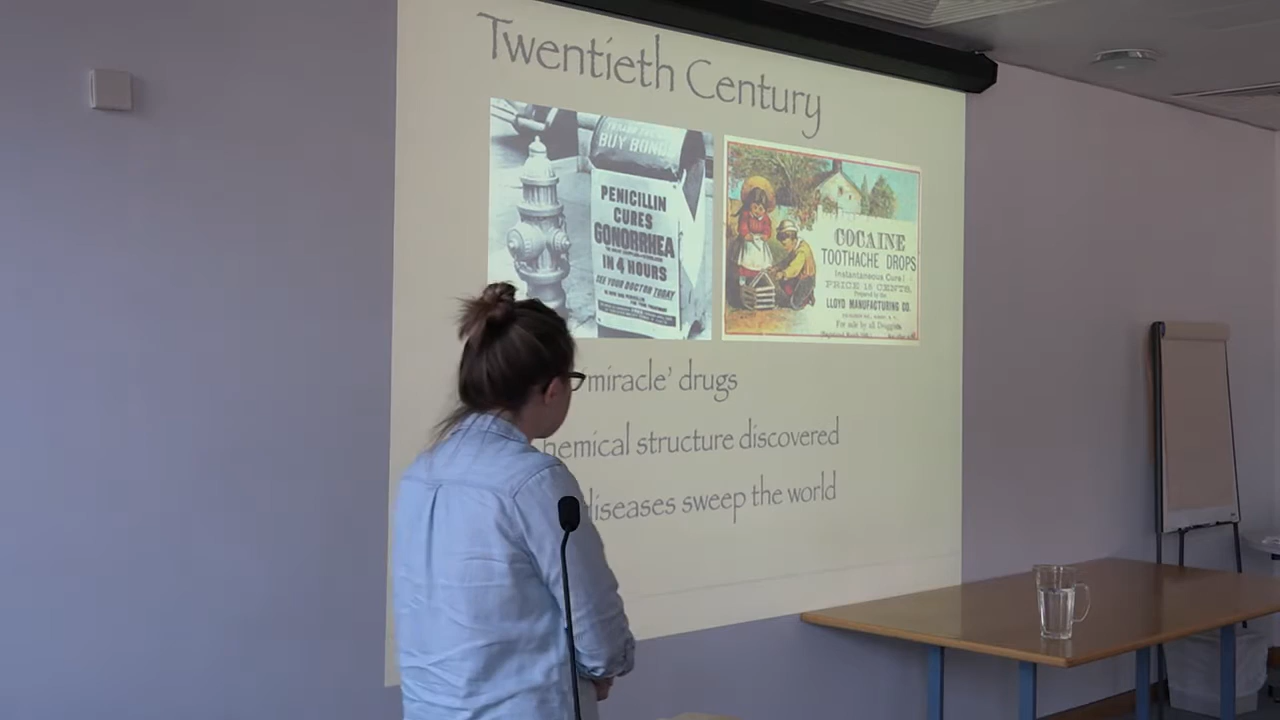 Twentieth Century
BUY BON
PENICILLIN
CURES
GONORRHEA
IN 4 HOURS
SEE YOUR DOCTOR TODAY
COCAINE
TOOTHACHE DROPS
Instantaneous Cure!
PRICE 15 CENTS.
Prepared by the
LLOYD MANUFACTURING CO.
For sale by all Druggists.
'miracle' drugs
hemical structure discovered
diseases sweep the world